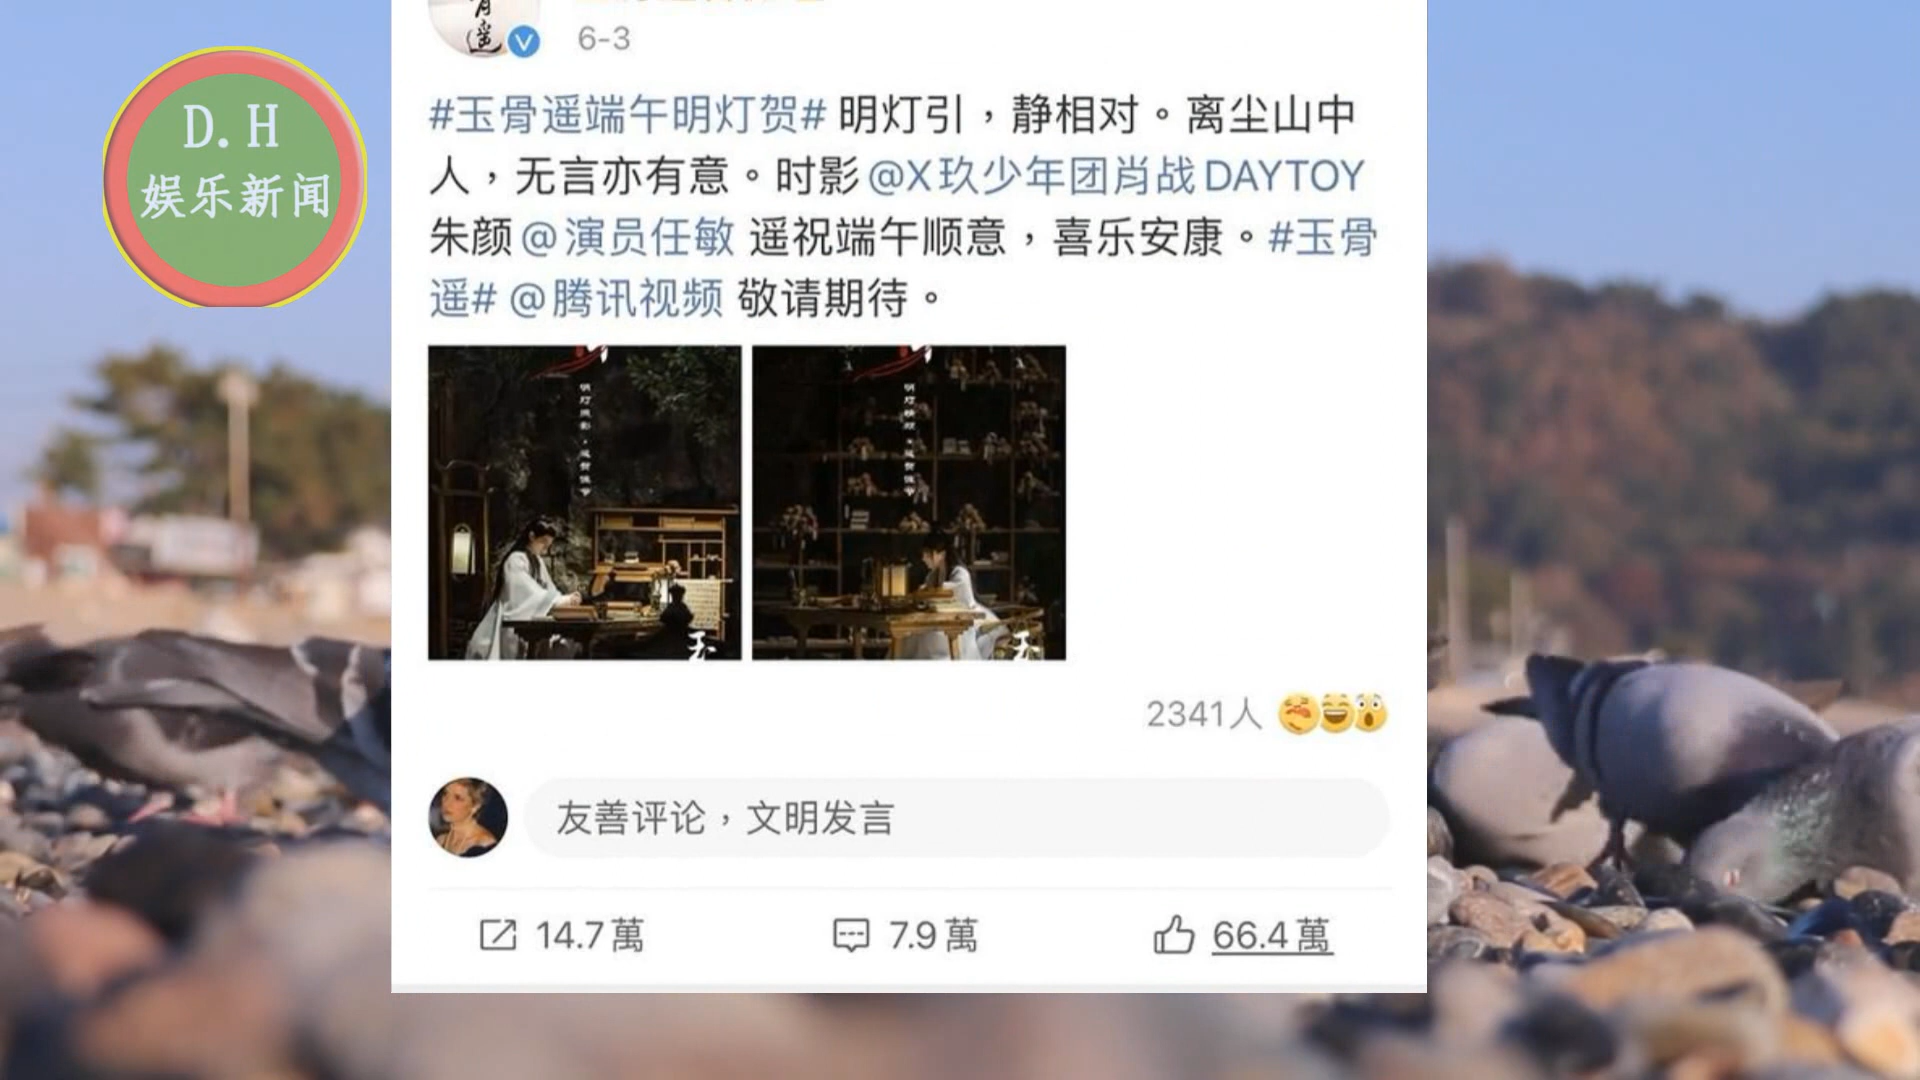 D.H
娱乐新闻
6-3
#玉骨遥端午明灯贺# 明灯引，静相对。离尘山中
人，无言亦有意。时影 @X玖少年团肖战DAYTOY
朱颜 @演员任敏 遥祝端午顺意，喜乐安康。#玉骨
遥# @腾讯视频 敬请期待。
玉
玉
2341人
友善评论，文明发言
14.7萬
7.9萬
66.4萬